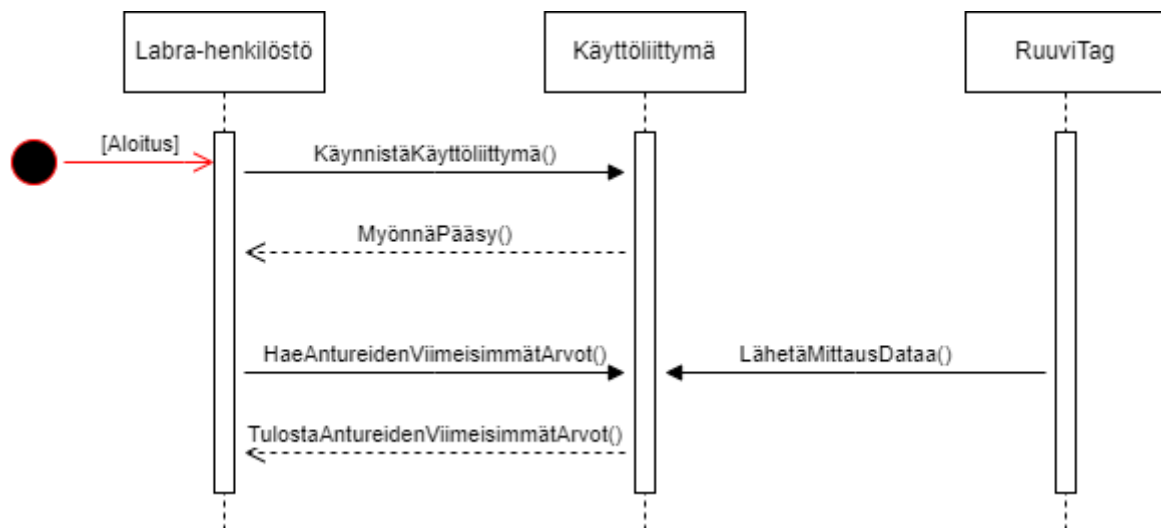 Labra-henkilöstö
Käyttöliittymä
RuuviTag
[Aloitus]
KäynnistäKäyttöliittymä()
MyönnäPääsy()
HaeAntureidenViimeisimmätArvot()
LähetäMittausDataa()
TulostaAntureidenViimeisimmätArvot()